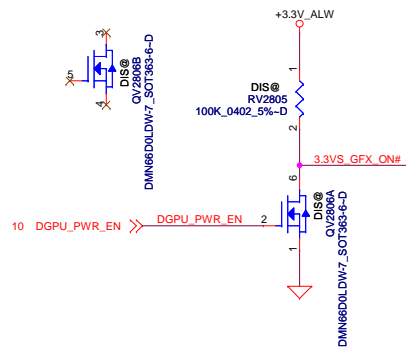 +3.3V_ALW
3
5
4
DIS@
QV2806B
DMN66D0LDW-7_SOT363-6~D
1
DIS@
RV2805
100K_0402_5%~D
2
3.3VS_GFX_ON#
6
10 DGPU_PWR_EN
DGPU_PWR_EN
2
1
DIS@
QV2806A
DMN66D0LDW-7_SOT363-6~D